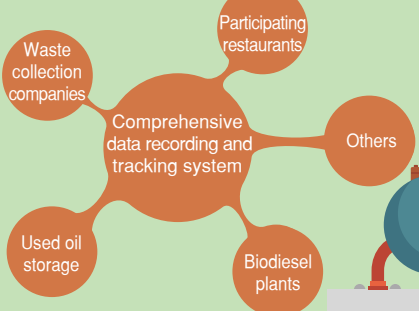 Participating
restaurants
Waste
collection
companies
Comprehensive
data recording and
tracking system
Others
Used oil
storage
Biodiesel
plants